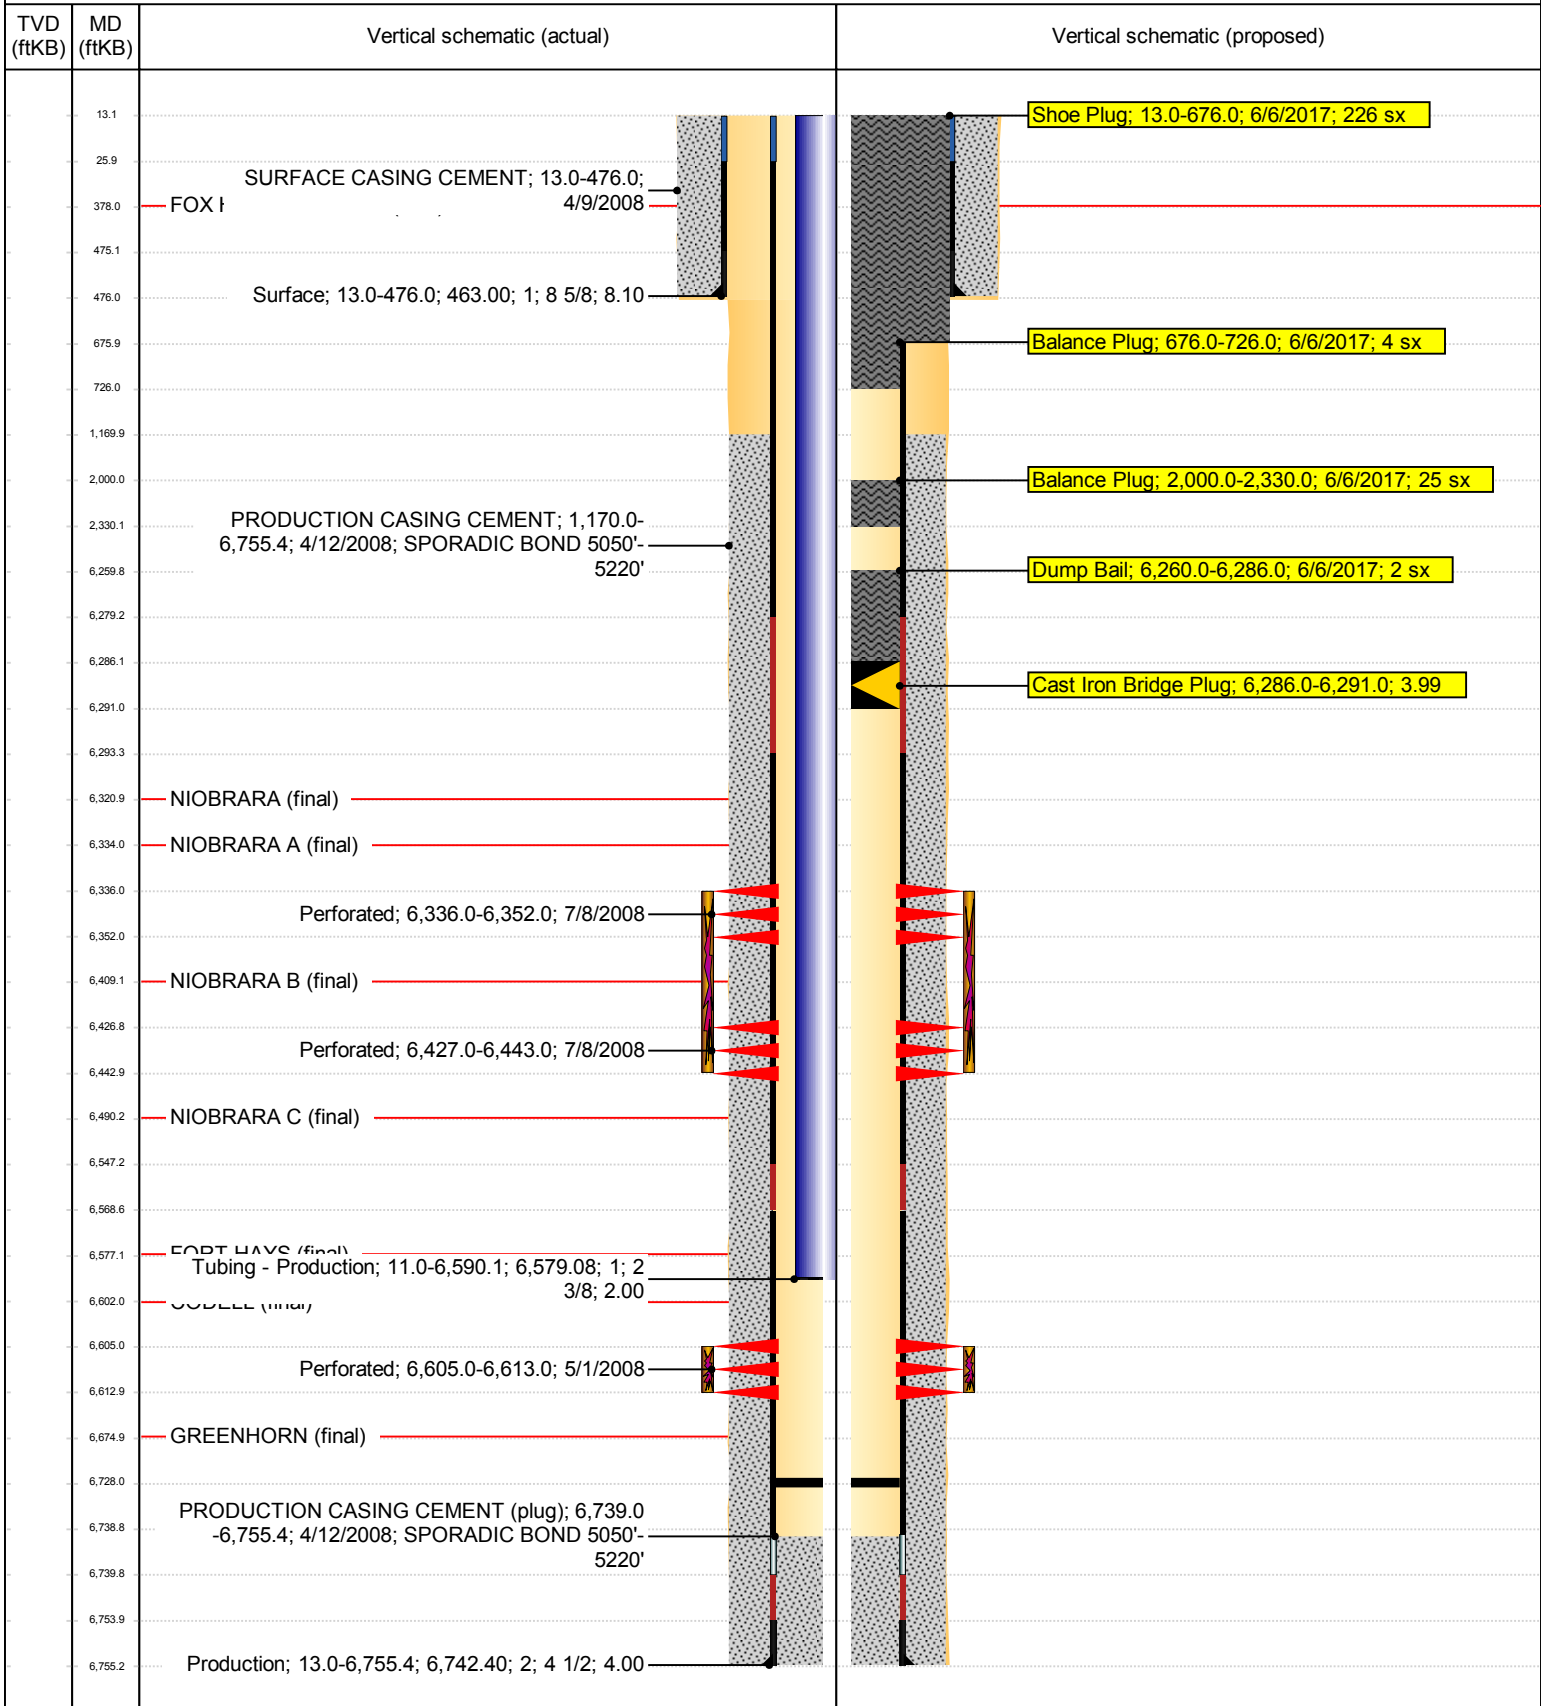 TVD (ftKB)
MD (ftKB)
Vertical schematic (actual)
Vertical schematic (proposed)
13.1
Shoe Plug; 13.0-676.0; 6/6/2017; 226 sx
25.9
SURFACE CASING CEMENT; 13.0-476.0;
4/9/2008
378.0
FOX
475.1
476.0
Surface; 13.0-476.0; 463.00; 1; 8 5/8; 8.10
675.9
Balance Plug; 676.0-726.0; 6/6/2017; 4 sx
726.0
1,169.9
2,000.0
Balance Plug; 2,000.0-2,330.0; 6/6/2017; 25 sx
2,330.1
PRODUCTION CASING CEMENT; 1,170.0-
6,755.4; 4/12/2008; SPORADIC BOND 5050'-
5220'
6,259.8
Dump Bail; 6,260.0-6,286.0; 6/6/2017; 2 sx
6,279.2
6,286.1
Cast Iron Bridge Plug; 6,286.0-6,291.0; 3.99
6,291.0
6,293.3
6,320.9
NIOBRARA (final)
6,334.0
NIOBRARA A (final)
6,336.0
Perforated; 6,336.0-6,352.0; 7/8/2008
6,352.0
6,409.1
NIOBRARA B (final)
6,426.8
Perforated; 6,427.0-6,443.0; 7/8/2008
6,442.9
6,490.2
NIOBRARA C (final)
6,547.2
6,568.6
6,577.1
FORT HAYS (final)
Tubing - Production; 11.0-6,590.1; 6,579.08; 1; 2
3/8; 2.00
6,602.0
CODELL (final)
6,605.0
Perforated; 6,605.0-6,613.0; 5/1/2008
6,612.9
6,674.9
GREENHORN (final)
6,728.0
PRODUCTION CASING CEMENT (plug); 6,739.0
-6,755.4; 4/12/2008; SPORADIC BOND 5050'-
5220'
6,738.8
6,739.8
6,753.9
6,755.2
Production; 13.0-6,755.4; 6,742.40; 2; 4 1/2; 4.00